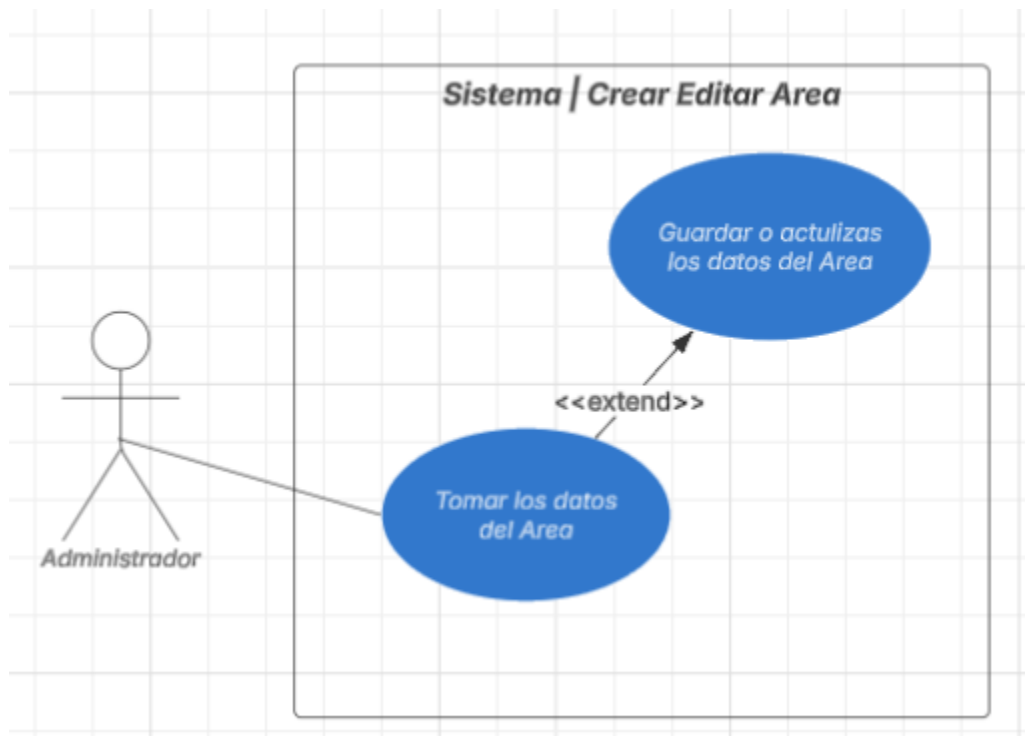 Sistema | Crear Editar Area
Guardar o actulizas
los datos del Area
<<extend>>
Tomar los datos
del Area
Administrador